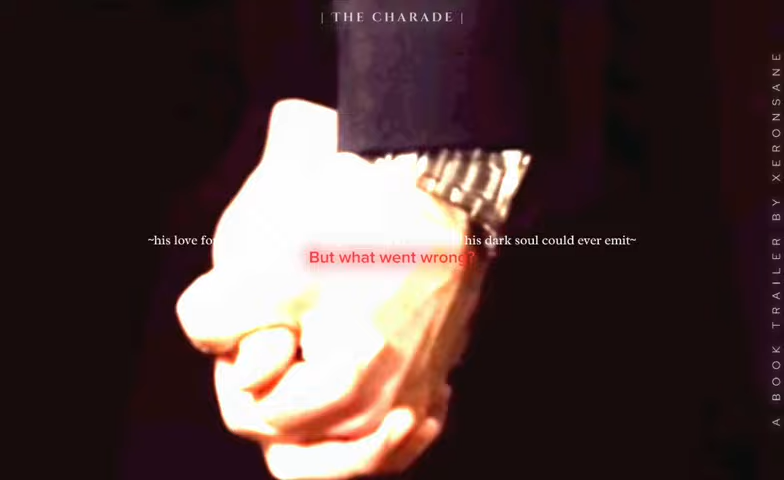 | THE CHARADE |
~his love fo his dark soul could ever emit~
But what went wrong?
A BOOK TRAILER BY XERONSANE